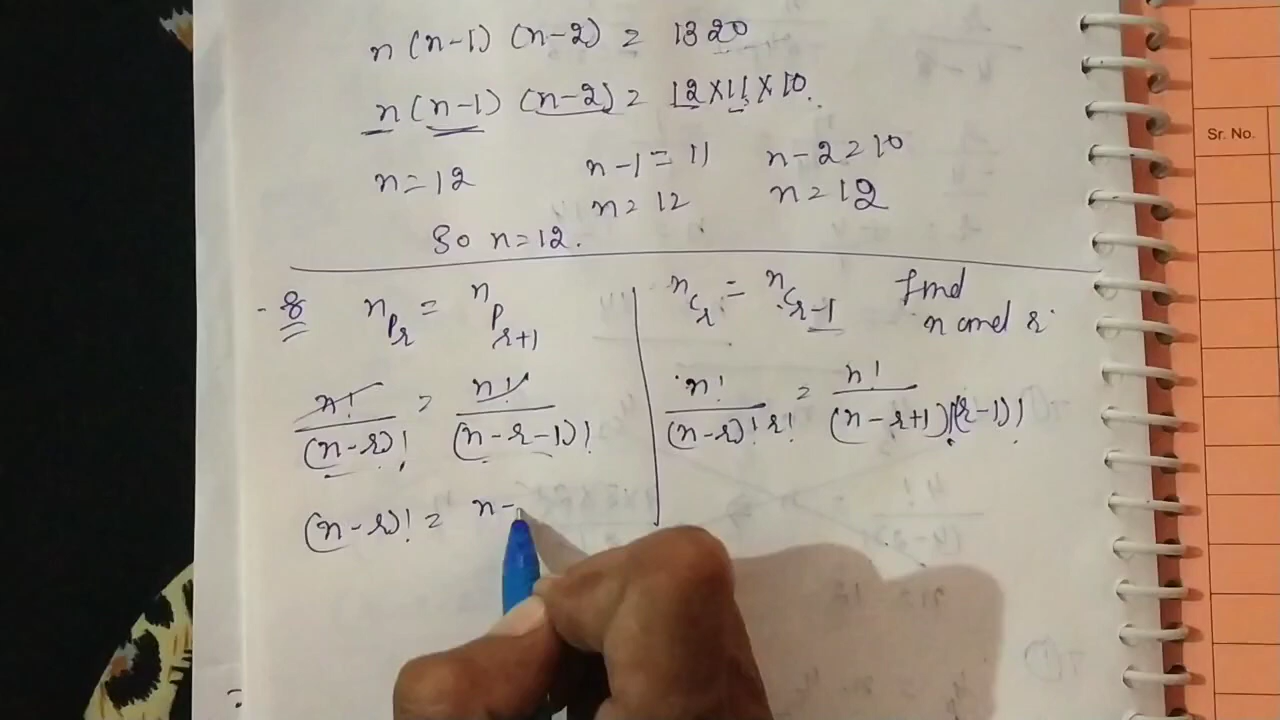 n (n-1) (n-2) = 1320
n (n-1) (n-2) = 12×11×10.
n = 12 n-1 = 11 n-2 = 10
n = 12 n = 12
So n = 12.
8 nPr = nPr+1
n!/(n-r)! = n!/(n-r-1)!
(n-r)! = n-
nCr = nCr-1 find
n and r.
n!/(n-r)! r! = n!/(n-r+1)!(r-1)!
Sr. No.